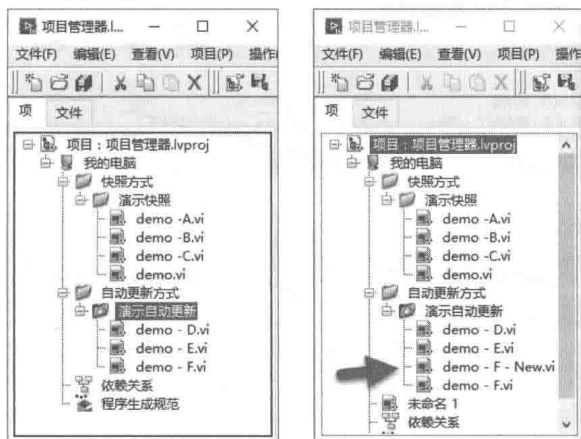 项目管理器.l...
文件(F) 编辑(E) 查看(V) 项目(P) 操作
项 文件
项目：项目管理器.lvproj
我的电脑
快照方式
演示快照
demo -A.vi
demo -B.vi
demo -C.vi
demo.vi
自动更新方式
演示自动更新
demo - D.vi
demo - E.vi
demo - F.vi
依赖关系
程序生成规范
项目管理器.l...
文件(F) 编辑(E) 查看(V) 项目(P) 操作
项 文件
项目：项目管理器.lvproj
我的电脑
快照方式
演示快照
demo -A.vi
demo -B.vi
demo -C.vi
demo.vi
自动更新方式
演示自动更新
demo - D.vi
demo - E.vi
demo - F - New.vi
demo - F.vi
未命名 1
依赖关系